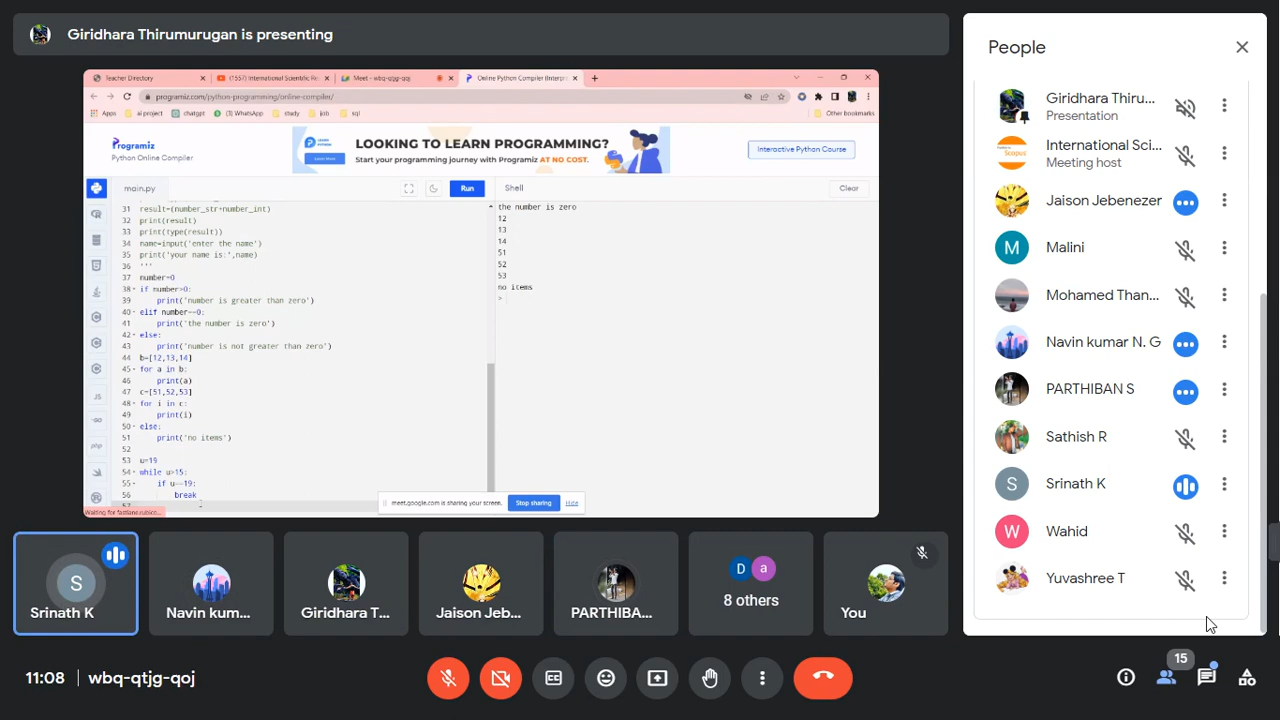 Giridhara Thirumurugan is presenting
Teacher Directory
(1557) International Scientific Re
Meet - wbq-qtjg-qoj
Online Python Compiler (Interpre
programiz.com/python-programming/online-compiler/
Apps
ai project
chatgpt
(3) WhatsApp
study
job
sql
Other bookmarks
Programiz
Python Online Compiler
LOOKING TO LEARN PROGRAMMING?
Start your programming journey with Programiz AT NO COST.
Interactive Python Course
main.py
Run
Shell
Clear
31 result=(number_str+number_int)
32 print(result)
33 print(type(result))
34 name=input('enter the name')
35 print('your name is:',name)
36 '''
37 number=0
38 if number>0:
39 print('number is greater than zero')
40 elif number==0:
41 print('the number is zero')
42 else:
43 print('number is not greater than zero')
44 b=[12,13,14]
45 for a in b:
46 print(a)
47 c=[51,52,53]
48 for i in c:
49 print(i)
50 else:
51 print('no items')
52
53 u=19
54 while u>15:
55 if u==19:
56 break
57
the number is zero
12
13
14
51
52
53
no items
>
JS
php
meet.google.com is sharing your screen.
Stop sharing
Hide
S
Srinath K
Navin kum...
Giridhara T...
Jaison Jeb...
PARTHIBA...
D a
8 others
You
11:08
wbq-qtjg-qoj
People
Giridhara Thiru...
Presentation
International Sci...
Meeting host
Jaison Jebenezer
M
Malini
Mohamed Than...
Navin kumar N. G
PARTHIBAN S
Sathish R
S
Srinath K
W
Wahid
Yuvashree T
15